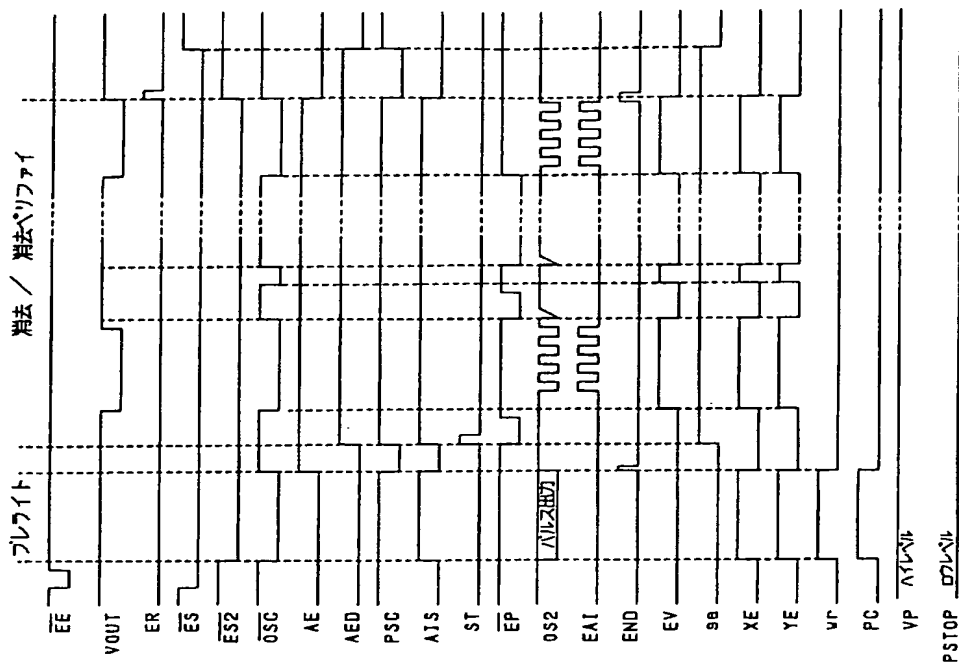 プレライト
消去 / 消去ベリファイ
EE
VOUT
ER
ES
ES2
OSC
AE
AED
PSC
AIS
ST
EP
OS2
パルス出力
EAI
END
EV
9a
XE
YE
wr
PC
VP ハイレベル
PSTOP ロウレベル